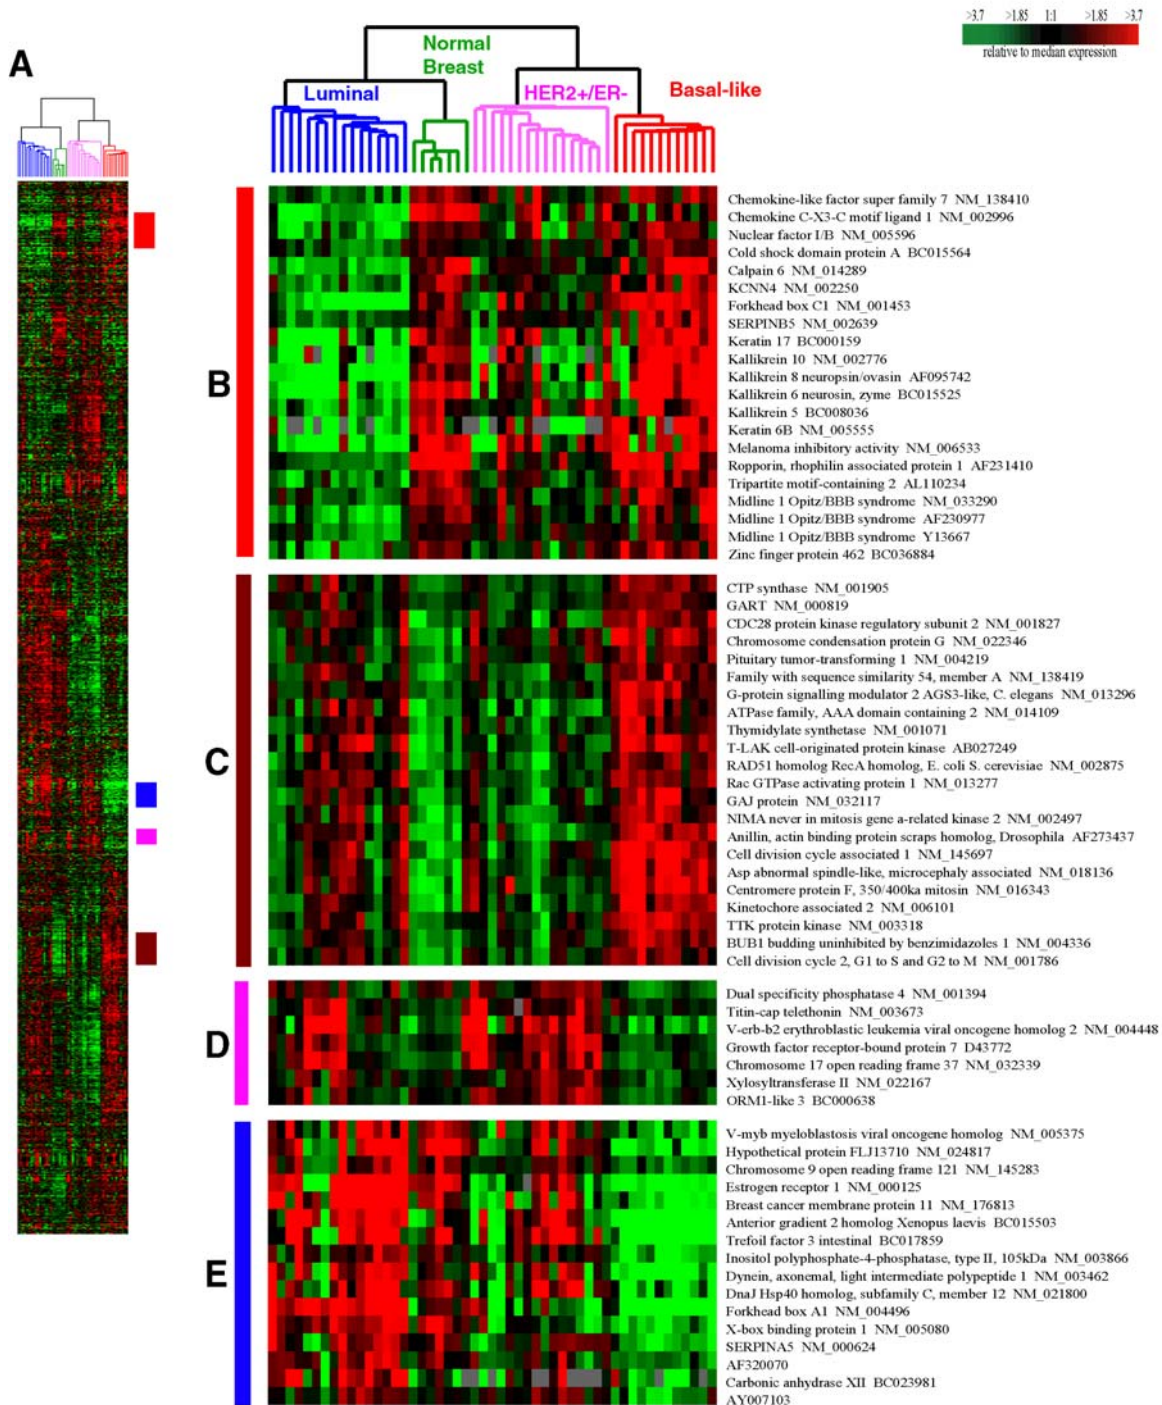 >3.7 >1.85 1:1 >1.85 >3.7
relative to median expression
A
Normal
Breast
Luminal
HER2+/ER-
Basal-like
B
Chemokine-like factor super family 7 NM_138410
Chemokine C-X3-C motif ligand 1 NM_002996
Nuclear factor I/B NM_005596
Cold shock domain protein A BC015564
Calpain 6 NM_014289
KCNN4 NM_002250
Forkhead box C1 NM_001453
SERPINB5 NM_002639
Keratin 17 BC000159
Kallikrein 10 NM_002776
Kallikrein 8 neuropsin/ovasin AF095742
Kallikrein 6 neurosin, zyme BC015525
Kallikrein 5 BC008036
Keratin 6B NM_005555
Melanoma inhibitory activity NM_006533
Ropporin, rhophilin associated protein 1 AF231410
Tripartite motif-containing 2 AL110234
Midline 1 Opitz/BBB syndrome NM_033290
Midline 1 Opitz/BBB syndrome AF230977
Midline 1 Opitz/BBB syndrome Y13667
Zinc finger protein 462 BC036884
C
CTP synthase NM_001905
GART NM_000819
CDC28 protein kinase regulatory subunit 2 NM_001827
Chromosome condensation protein G NM_022346
Pituitary tumor-transforming 1 NM_004219
Family with sequence similarity 54, member A NM_138419
G-protein signalling modulator 2 AGS3-like, C. elegans NM_013296
ATPase family, AAA domain containing 2 NM_014109
Thymidylate synthetase NM_001071
T-LAK cell-originated protein kinase AB027249
RAD51 homolog RecA homolog, E. coli S. cerevisiae NM_002875
Rac GTPase activating protein 1 NM_013277
GAJ protein NM_032117
NIMA never in mitosis gene a-related kinase 2 NM_002497
Anillin, actin binding protein scraps homolog, Drosophila AF273437
Cell division cycle associated 1 NM_145697
Asp abnormal spindle-like, microcephaly associated NM_018136
Centromere protein F, 350/400ka mitosin NM_016343
Kinetochore associated 2 NM_006101
TTK protein kinase NM_003318
BUB1 budding uninhibited by benzimidazoles 1 NM_004336
Cell division cycle 2, G1 to S and G2 to M NM_001786
D
Dual specificity phosphatase 4 NM_001394
Titin-cap telethonin NM_003673
V-erb-b2 erythroblastic leukemia viral oncogene homolog 2 NM_004448
Growth factor receptor-bound protein 7 D43772
Chromosome 17 open reading frame 37 NM_032339
Xylosyltransferase II NM_022167
ORM1-like 3 BC000638
E
V-myb myeloblastosis viral oncogene homolog NM_005375
Hypothetical protein FLJ13710 NM_024817
Chromosome 9 open reading frame 121 NM_145283
Estrogen receptor 1 NM_000125
Breast cancer membrane protein 11 NM_176813
Anterior gradient 2 homolog Xenopus laevis BC015503
Trefoil factor 3 intestinal BC017859
Inositol polyphosphate-4-phosphatase, type II, 105kDa NM_003866
Dynein, axonemal, light intermediate polypeptide 1 NM_003462
DnaJ Hsp40 homolog, subfamily C, member 12 NM_021800
Forkhead box A1 NM_004496
X-box binding protein 1 NM_005080
SERPINA5 NM_000624
AF320070
Carbonic anhydrase XII BC023981
AY007103